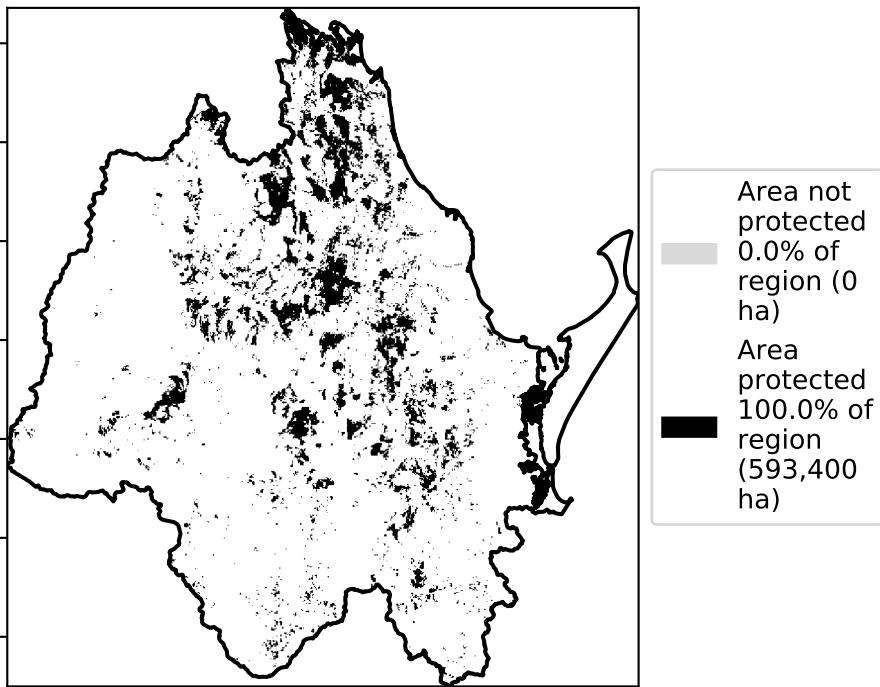 Area not
protected
0.0% of
region (0
ha)
Area
protected
100.0% of
region
(593,400
ha)